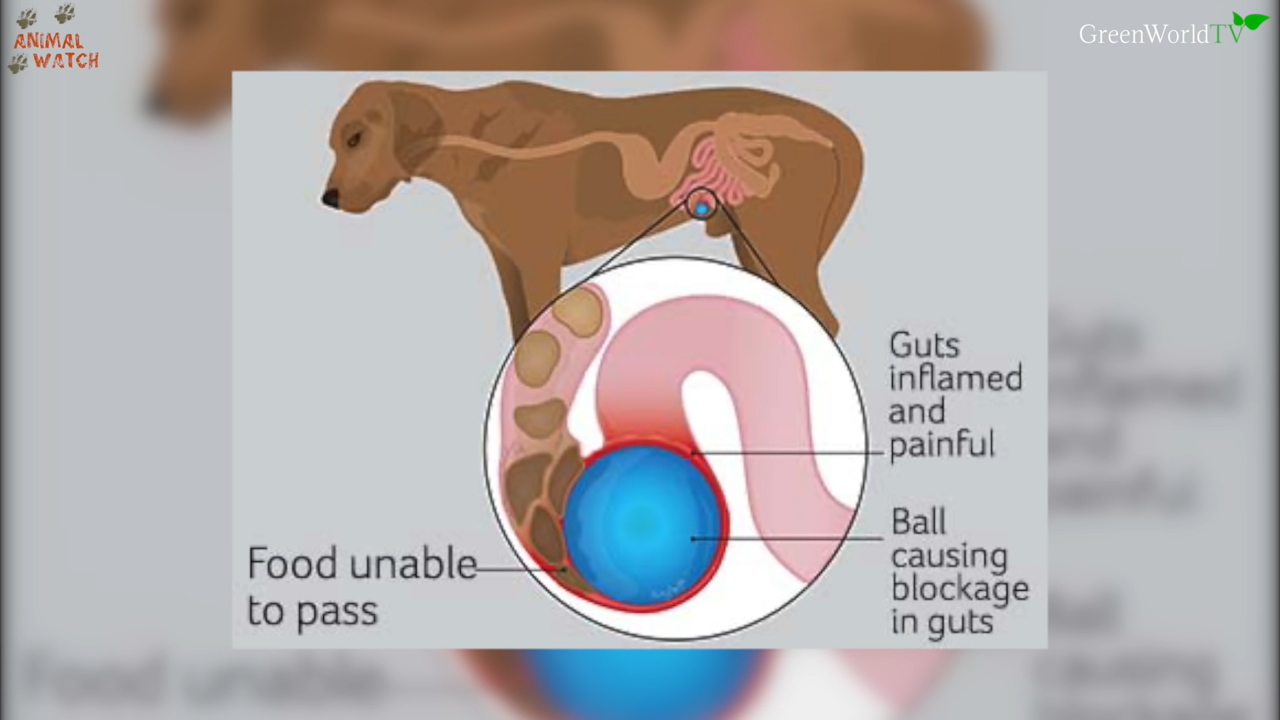 ANIMAL
WATCH
GreenWorldTV
Guts
inflamed
and
painful
Ball
causing
blockage
in guts
Food unable
to pass